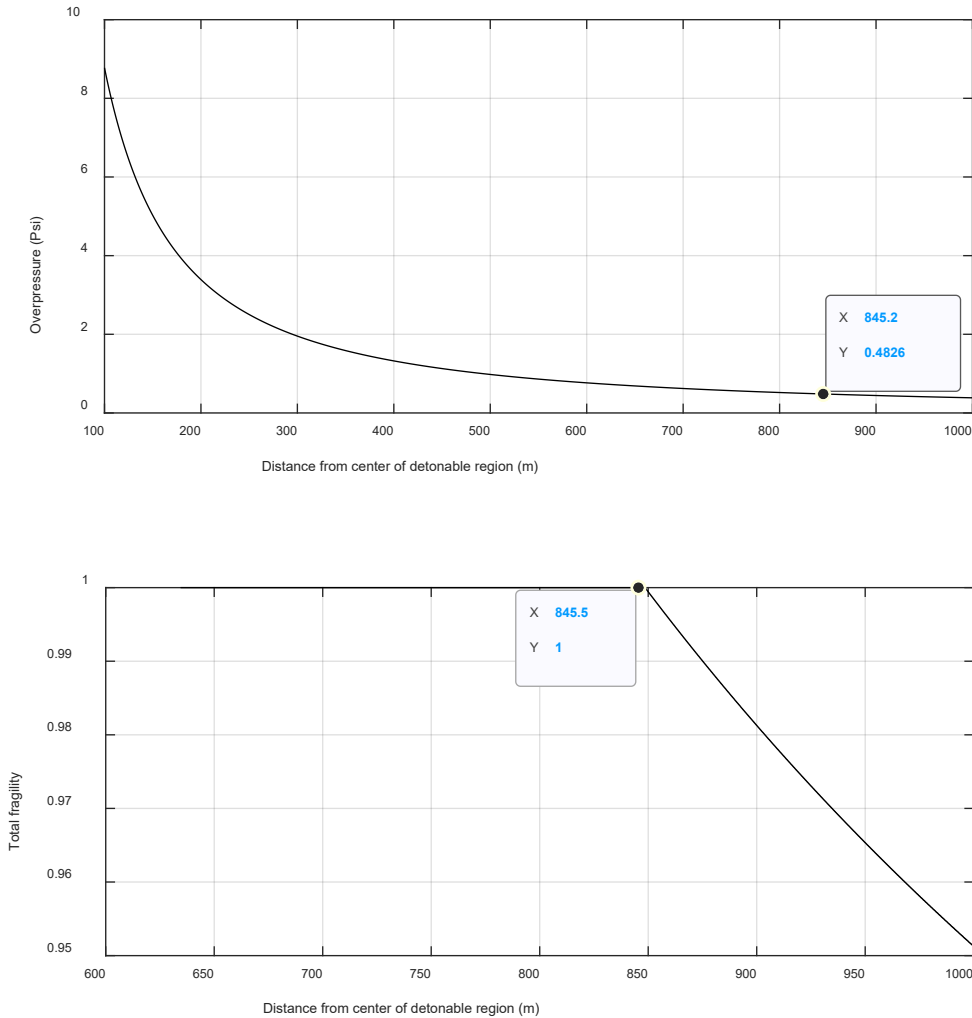 10
8
6
4
2
0
Overpressure (Psi)
X 845.2
Y 0.4826
100 200 300 400 500 600 700 800 900 1000
Distance from center of detonable region (m)
1
0.99
0.98
0.97
0.96
0.95
Total fragility
X 845.5
Y 1
600 650 700 750 800 850 900 950 1000
Distance from center of detonable region (m)